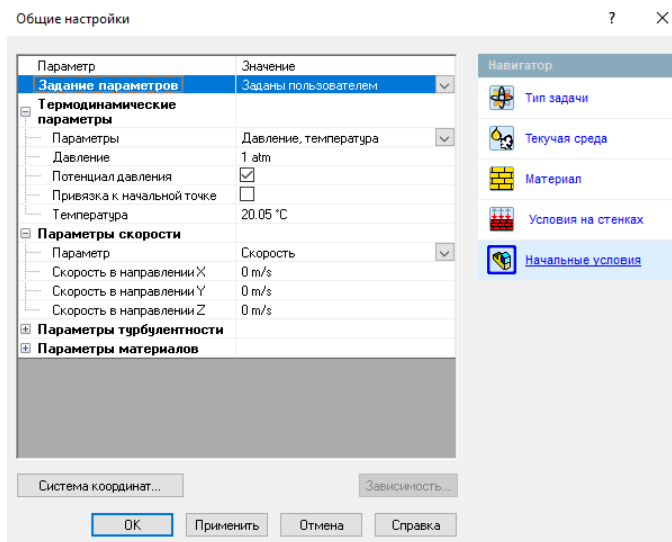 Общие настройки
?
Параметр Значение
Задание параметров Заданы пользователем
Термодинамические
параметры
Параметры Давление, температура
Давление 1 atm
Потенциал давления
Привязка к начальной точке
Температура 20.05 °C
Параметры скорости
Параметр Скорость
Скорость в направлении X 0 m/s
Скорость в направлении Y 0 m/s
Скорость в направлении Z 0 m/s
Параметры турбулентности
Параметры материалов
Система координат...
Зависимость...
OK Применить Отмена Справка
Навигатор
Тип задачи
Текучая среда
Материал
Условия на стенках
Начальные условия